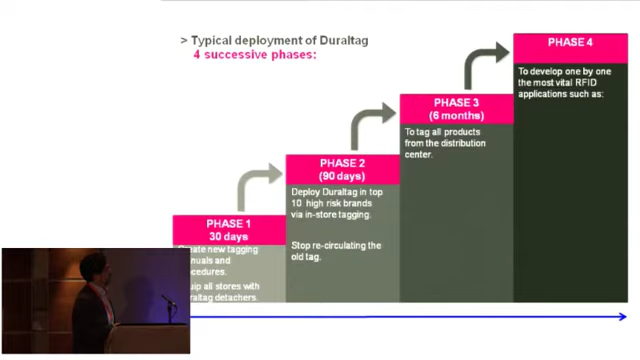 > Typical deployment of Duraltag
4 successive phases:
PHASE 1
30 days
new tagging
and
Stop re-circulating the
old tag.
PHASE 2
(90 days)
Deploy Duraltag in top
10 high risk brands
via in-store tagging.
all stores with
detachers.
PHASE 3
(6 months)
To tag all products
from the distribution
center.
PHASE 4
To develop one by one
the most vital RFID
applications such as: